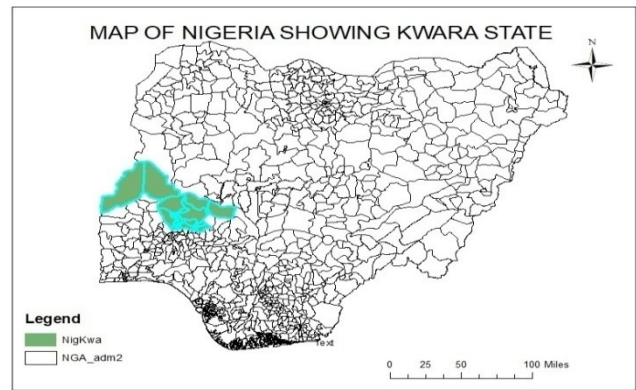 MAP OF NIGERIA SHOWING KWARA STATE
N
Text
Legend
NigKwa
NGA_adm2
0 25 50 100 Miles